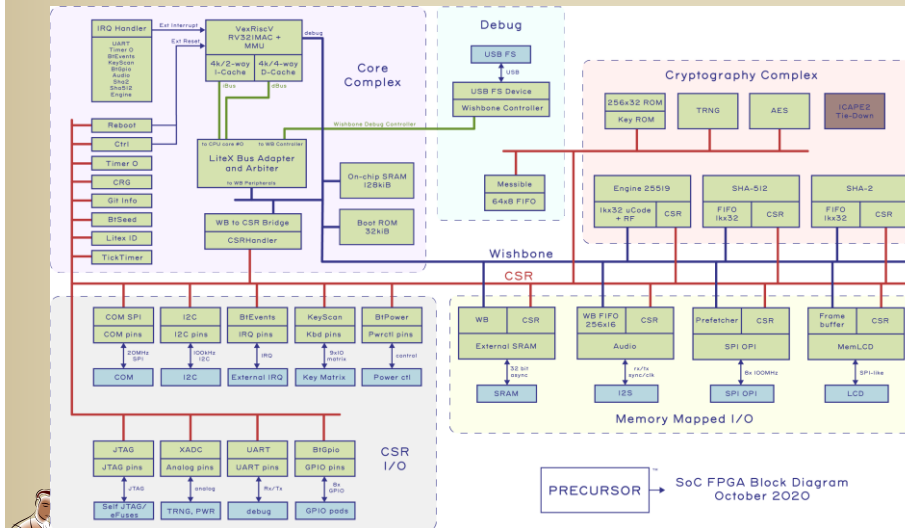 IRQ Handler
UART
Timer 0
BtEvents
KeyScan
BtGpio
Audio
Sha2
Sha512
Engine
Ext Interrupt
Ext Reset
VexRiscV
RV32IMAC +
MMU
4k/2-way
I-Cache
4k/4-way
D-Cache
iBus
dBus
debug
Core
Complex
Reboot
Ctrl
Timer 0
CRG
Git Info
BtSeed
Litex ID
TickTimer
to CPU core #0
to WB Controller
LiteX Bus Adapter
and Arbiter
to WB Peripherals
WB to CSR Bridge
CSRHandler
On-chip SRAM
128kiB
Boot ROM
32kiB
Wishbone Debug Controller
Debug
USB FS
USB
USB FS Device
Wishbone Controller
Messible
64x8 FIFO
Cryptography Complex
256x32 ROM
Key ROM
TRNG
AES
ICAPE2
Tie-Down
Engine 25519
1kx32 uCode
+ RF
CSR
SHA-512
FIFO
1kx32
CSR
SHA-2
FIFO
1kx32
CSR
Wishbone
CSR
COM SPI
COM pins
20MHz
SPI
COM
I2C
I2C pins
100kHz
I2C
I2C
BtEvents
IRQ pins
IRQ
External IRQ
KeyScan
Kbd pins
9x10
matrix
Key Matrix
BtPower
Pwrctl pins
control
Power ctl
WB
CSR
External SRAM
32 bit
async
SRAM
WB FIFO
256x16
CSR
Audio
rx/tx
sync/clk
I2S
Prefetcher
CSR
SPI OPI
8x 100MHz
SPI OPI
Frame
buffer
CSR
MemLCD
SPI-like
LCD
Memory Mapped I/O
JTAG
JTAG pins
JTAG
Self JTAG/
eFuses
XADC
Analog pins
analog
TRNG, PWR
UART
UART pins
Rx/Tx
debug
BtGpio
GPIO pins
8x
GPIO
GPIO pads
CSR
I/O
PRECURSOR
™
SoC FPGA Block Diagram
October 2020